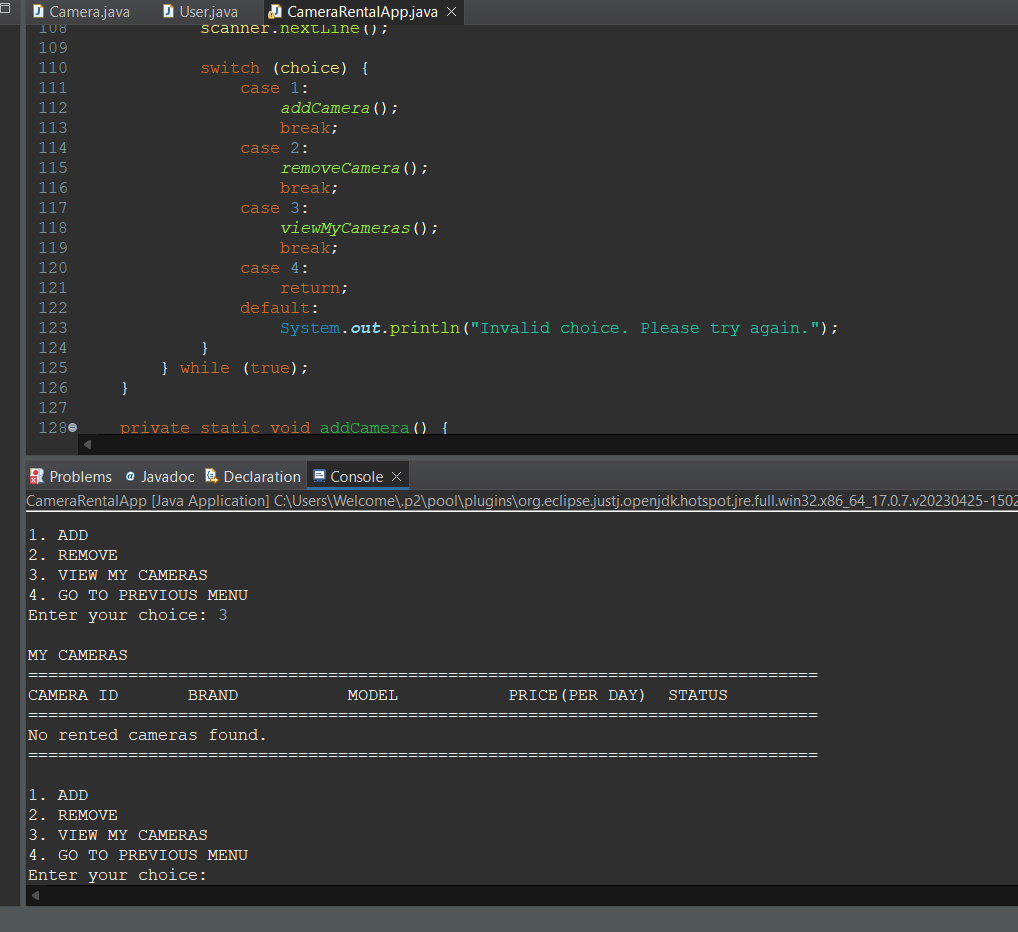 Camera.java User.java CameraRentalApp.java
108 scanner.nextLine();
109
110 switch (choice) {
111 case 1:
112 addCamera();
113 break;
114 case 2:
115 removeCamera();
116 break;
117 case 3:
118 viewMyCameras();
119 break;
120 case 4:
121 return;
122 default:
123 System.out.println("Invalid choice. Please try again.");
124 }
125 } while (true);
126 }
127
128 private static void addCamera() {
Problems Javadoc Declaration Console
CameraRentalApp [Java Application] C:\Users\Welcome\.p2\pool\plugins\org.eclipse.justj.openjdk.hotspot.jre.full.win32.x86_64_17.0.7.v20230425-1502
1. ADD
2. REMOVE
3. VIEW MY CAMERAS
4. GO TO PREVIOUS MENU
Enter your choice: 3
MY CAMERAS
===============================================================================
CAMERA ID BRAND MODEL PRICE(PER DAY) STATUS
===============================================================================
No rented cameras found.
===============================================================================
1. ADD
2. REMOVE
3. VIEW MY CAMERAS
4. GO TO PREVIOUS MENU
Enter your choice: